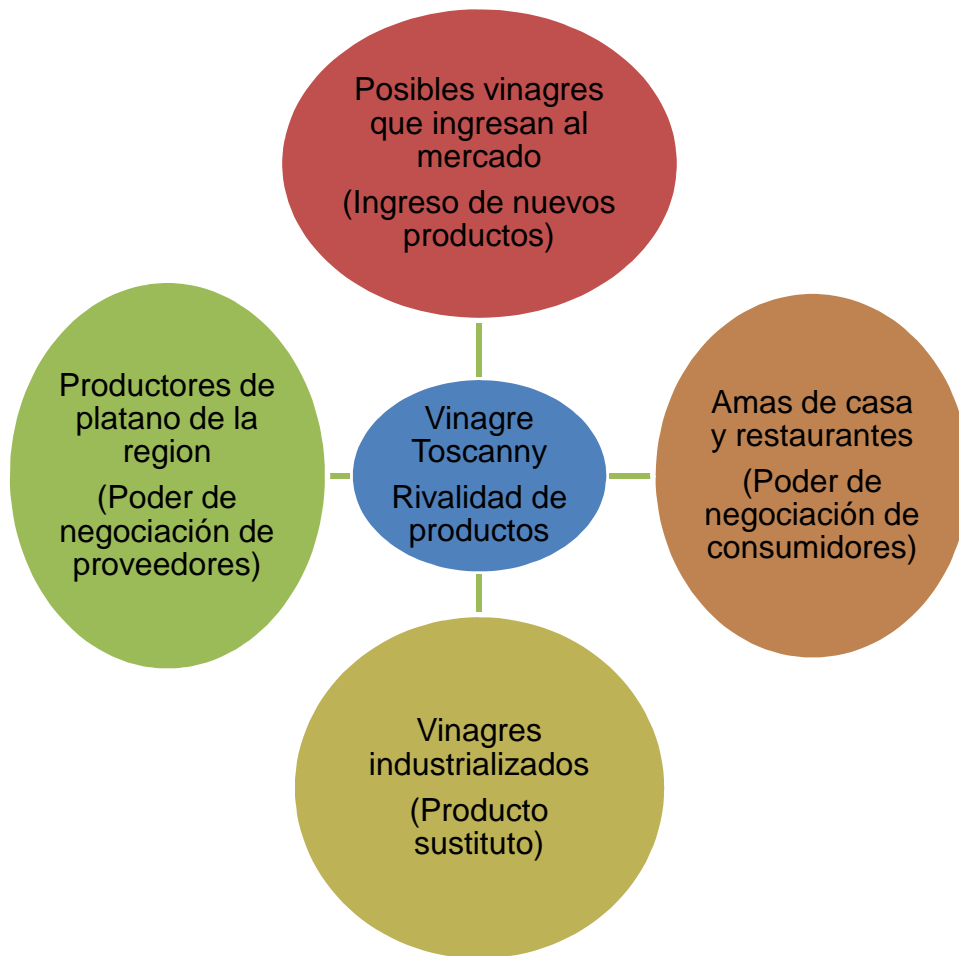 Posibles vinagres
que ingresan al
mercado
(Ingreso de nuevos
productos)
Productores de
platano de la
region
(Poder de
negociación de
proveedores)
Vinagre
Toscanny
Rivalidad de
productos
Amas de casa
y restaurantes
(Poder de
negociación de
consumidores)
Vinagres
industrializados
(Producto
sustituto)